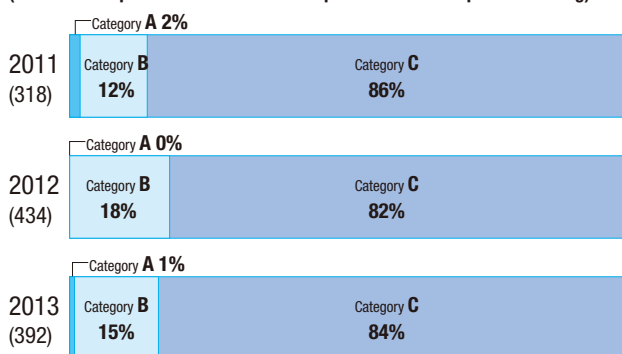 Category A 2%
2011
(318)
Category B
12%
Category C
86%
Category A 0%
2012
(434)
Category B
18%
Category C
82%
Category A 1%
2013
(392)
Category B
15%
Category C
84%